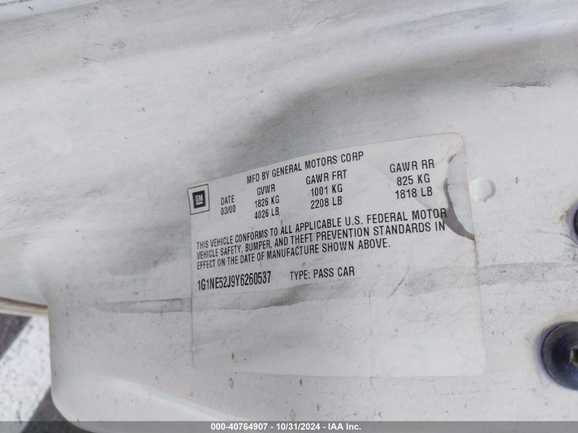 MFD BY GENERAL MOTORS CORP
GM
DATE GVWR GAWR FRT GAWR RR
03/00 1826 KG 1001 KG 825 KG
4026 LB 2208 LB 1818 LB
THIS VEHICLE CONFORMS TO ALL APPLICABLE U.S. FEDERAL MOTOR
VEHICLE SAFETY, BUMPER, AND THEFT PREVENTION STANDARDS IN
EFFECT ON THE DATE OF MANUFACTURE SHOWN ABOVE.
1G1NE52J9Y6260537 TYPE: PASS CAR
000-40764907 - 10/31/2024 - IAA Inc.